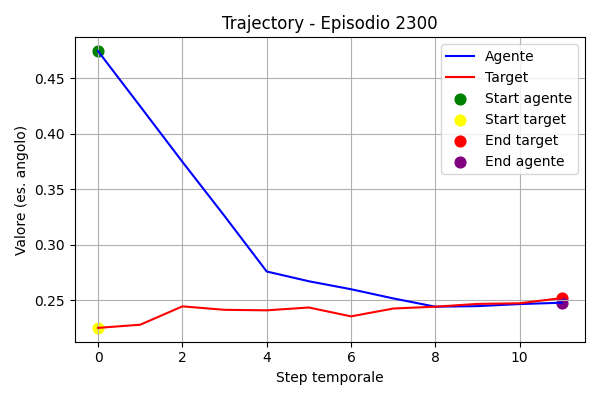 Trajectory - Episodio 2300
Valore (es. angolo)
0.45
0.40
0.35
0.30
0.25
0 2 4 6 8 10
Step temporale
Agente
Target
Start agente
Start target
End target
End agente